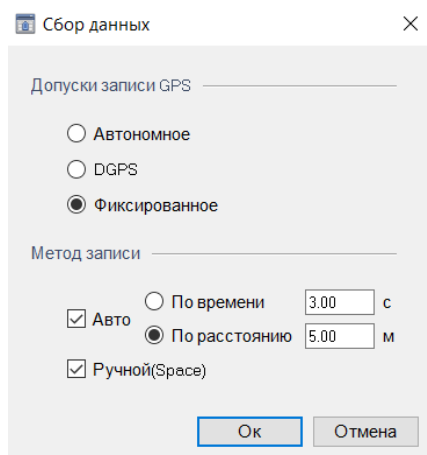 Сбор данных
Допуски записи GPS
Автономное
DGPS
Фиксированное
Метод записи
По времени 3.00 с
Авто
По расстоянию 5.00 м
Ручной(Space)
Ок Отмена